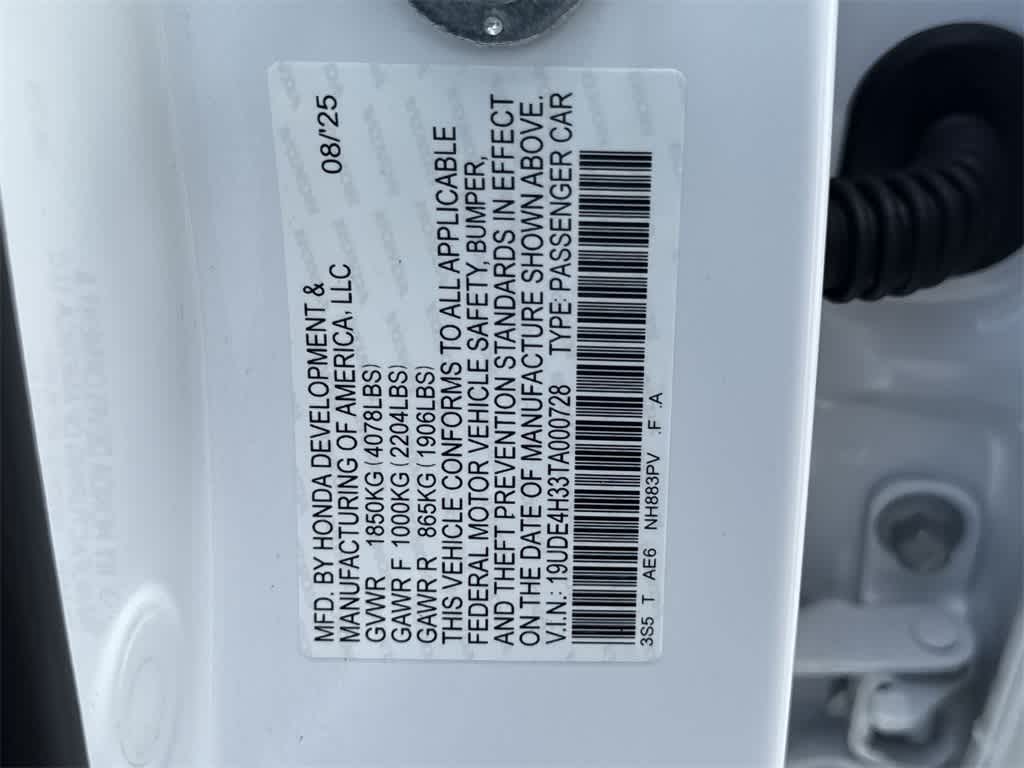 MFD. BY HONDA DEVELOPMENT & 08/'25
MANUFACTURING OF AMERICA, LLC
GVWR 1850KG (4078LBS)
GAWR F 1000KG (2204LBS)
GAWR R 865KG (1906LBS)
THIS VEHICLE CONFORMS TO ALL APPLICABLE
FEDERAL MOTOR VEHICLE SAFETY, BUMPER,
AND THEFT PREVENTION STANDARDS IN EFFECT
ON THE DATE OF MANUFACTURE SHOWN ABOVE.
V.I.N.: 19UDE4H33TA000728 TYPE: PASSENGER CAR
3S5 T AE6 NH883PV .F .A